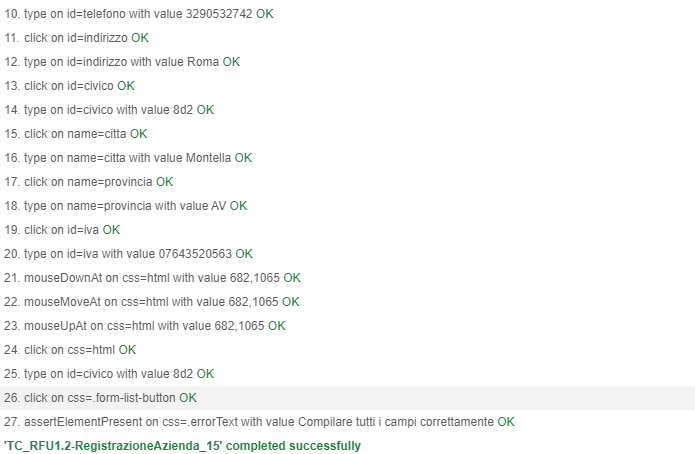 10. type on id=telefono with value 3290532742 OK
11. click on id=indirizzo OK
12. type on id=indirizzo with value Roma OK
13. click on id=civico OK
14. type on id=civico with value 8d2 OK
15. click on name=citta OK
16. type on name=citta with value Montella OK
17. click on name=provincia OK
18. type on name=provincia with value AV OK
19. click on id=iva OK
20. type on id=iva with value 07643520563 OK
21. mouseDownAt on css=html with value 682,1065 OK
22. mouseMoveAt on css=html with value 682,1065 OK
23. mouseUpAt on css=html with value 682,1065 OK
24. click on css=html OK
25. type on id=civico with value 8d2 OK
26. click on css=.form-list-button OK
27. assertElementPresent on css=.errorText with value Compilare tutti i campi correttamente OK
'TC_RFU1.2-RegistrazioneAzienda_15' completed successfully